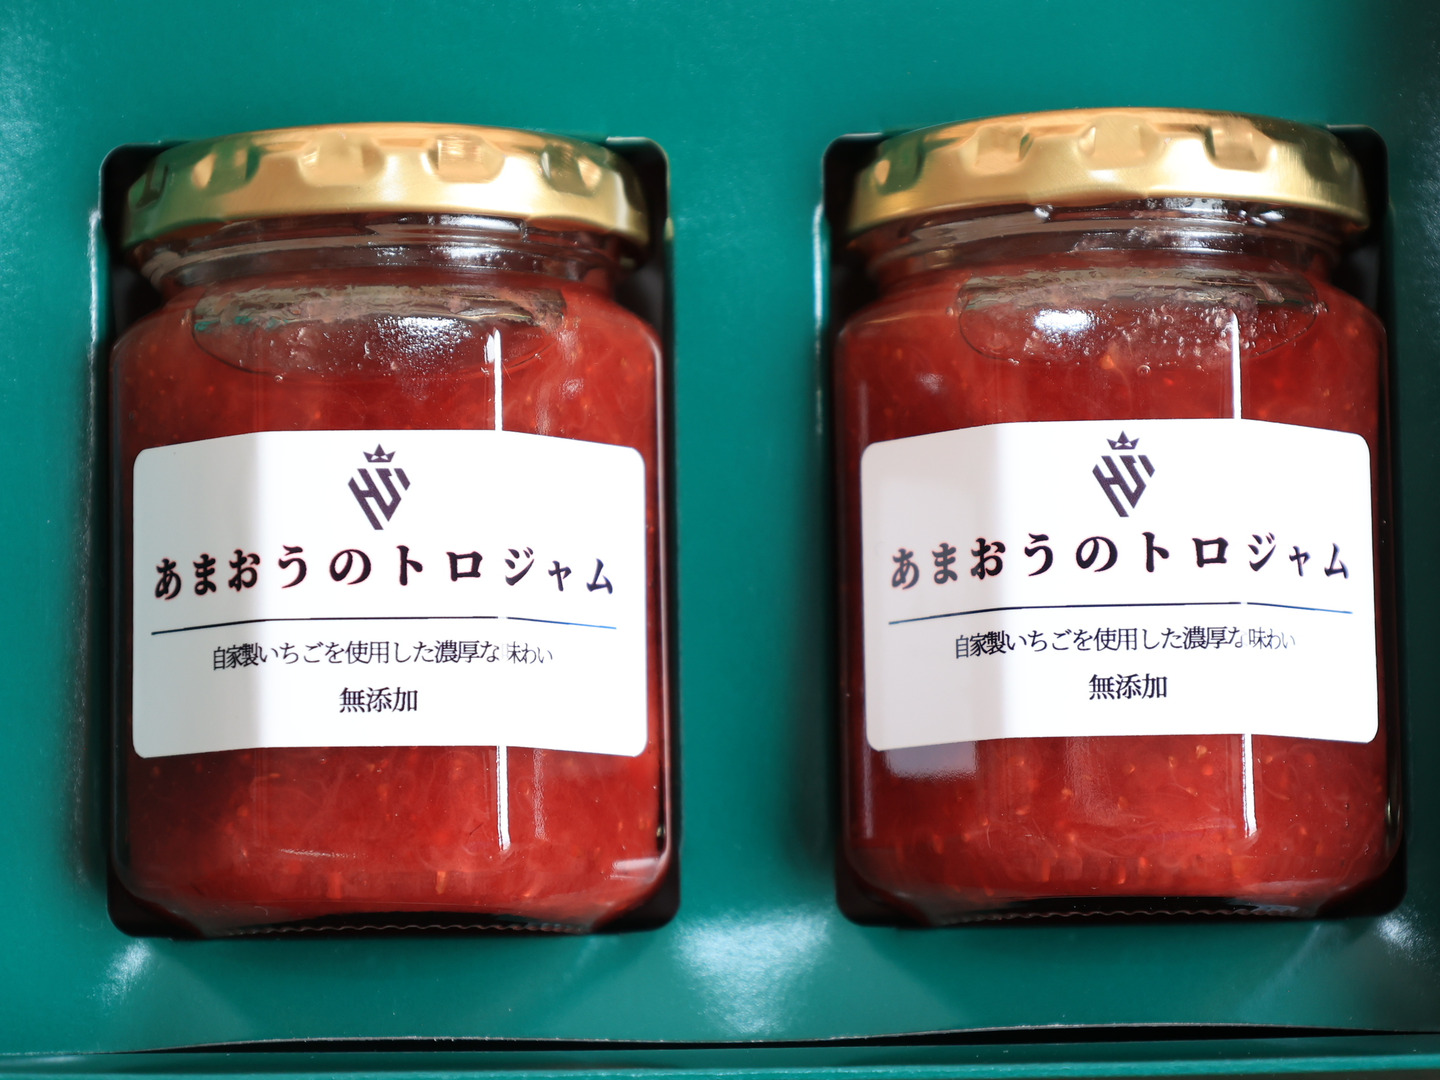 あまおうのトロジャム
自家製いちごを使用した濃厚な味わい
無添加
あまおうのトロジャム
自家製いちごを使用した濃厚な味わい
無添加